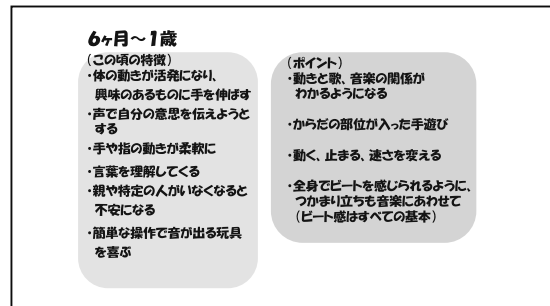 6ヶ月～1歳
(この頃の特徴)
・体の動きが活発になり、
興味のあるものに手を伸ばす
・声で自分の意思を伝えようと
する
・手や指の動きが柔軟に
・言葉を理解してくる
・親や特定の人がいなくなると
不安になる
・簡単な操作で音が出る玩具
を喜ぶ
(ポイント)
・動きと歌、音楽の関係が
わかるようになる
・からだの部位が入った手遊び
・動く、止まる、速さを変える
・全身でビートを感じられるように、
つかまり立ちも音楽にあわせて
(ビート感はすべての基本)